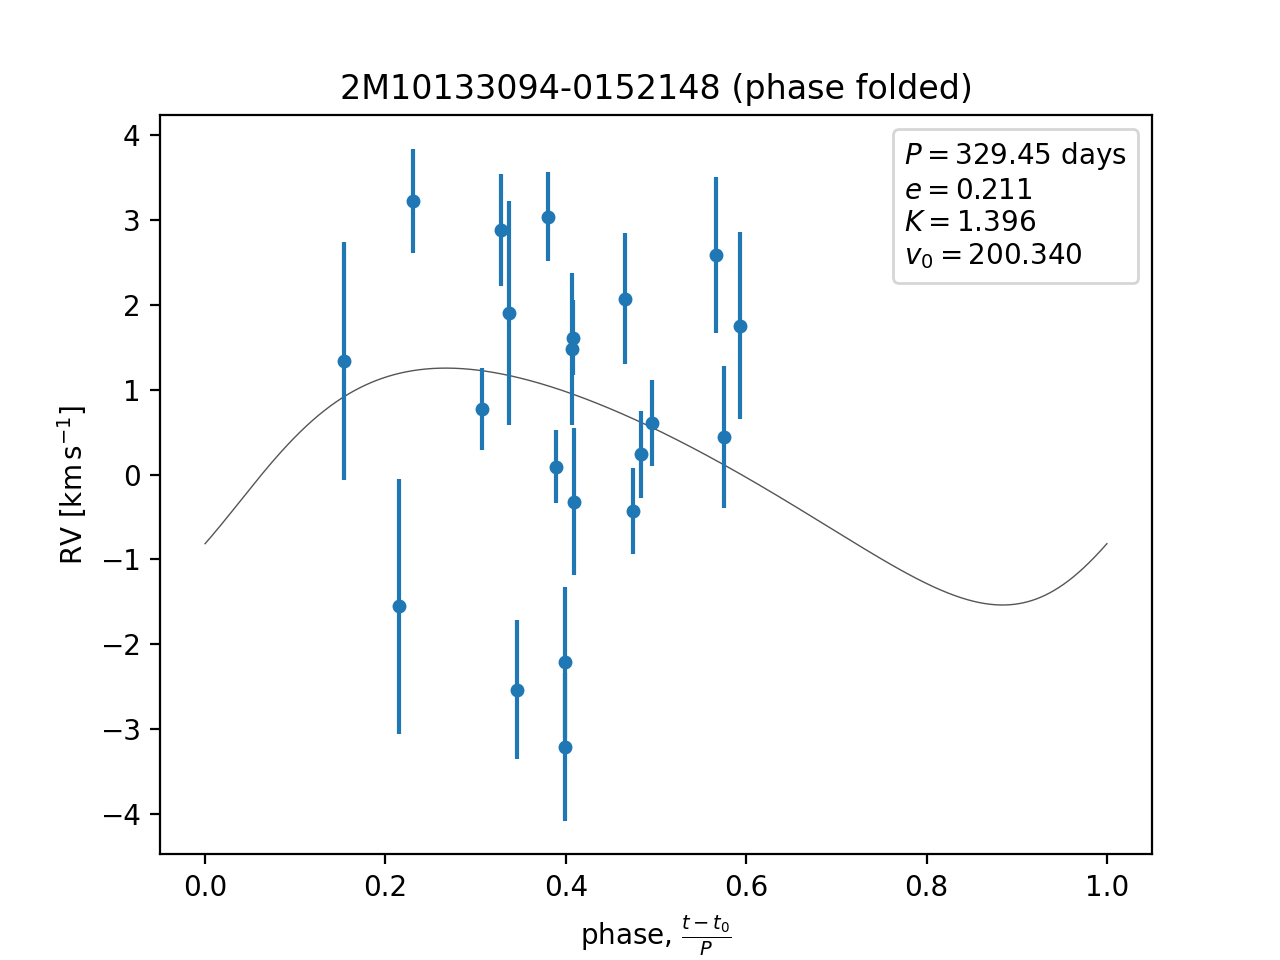 2M10133094-0152148 (phase folded)
P = 329.45 days
e = 0.211
K = 1.396
v₀ = 200.340
4
3
2
1
0
−1
−2
−3
−4
RV [km s⁻¹]
0.0 0.2 0.4 0.6 0.8 1.0
phase, (t − t₀)/P